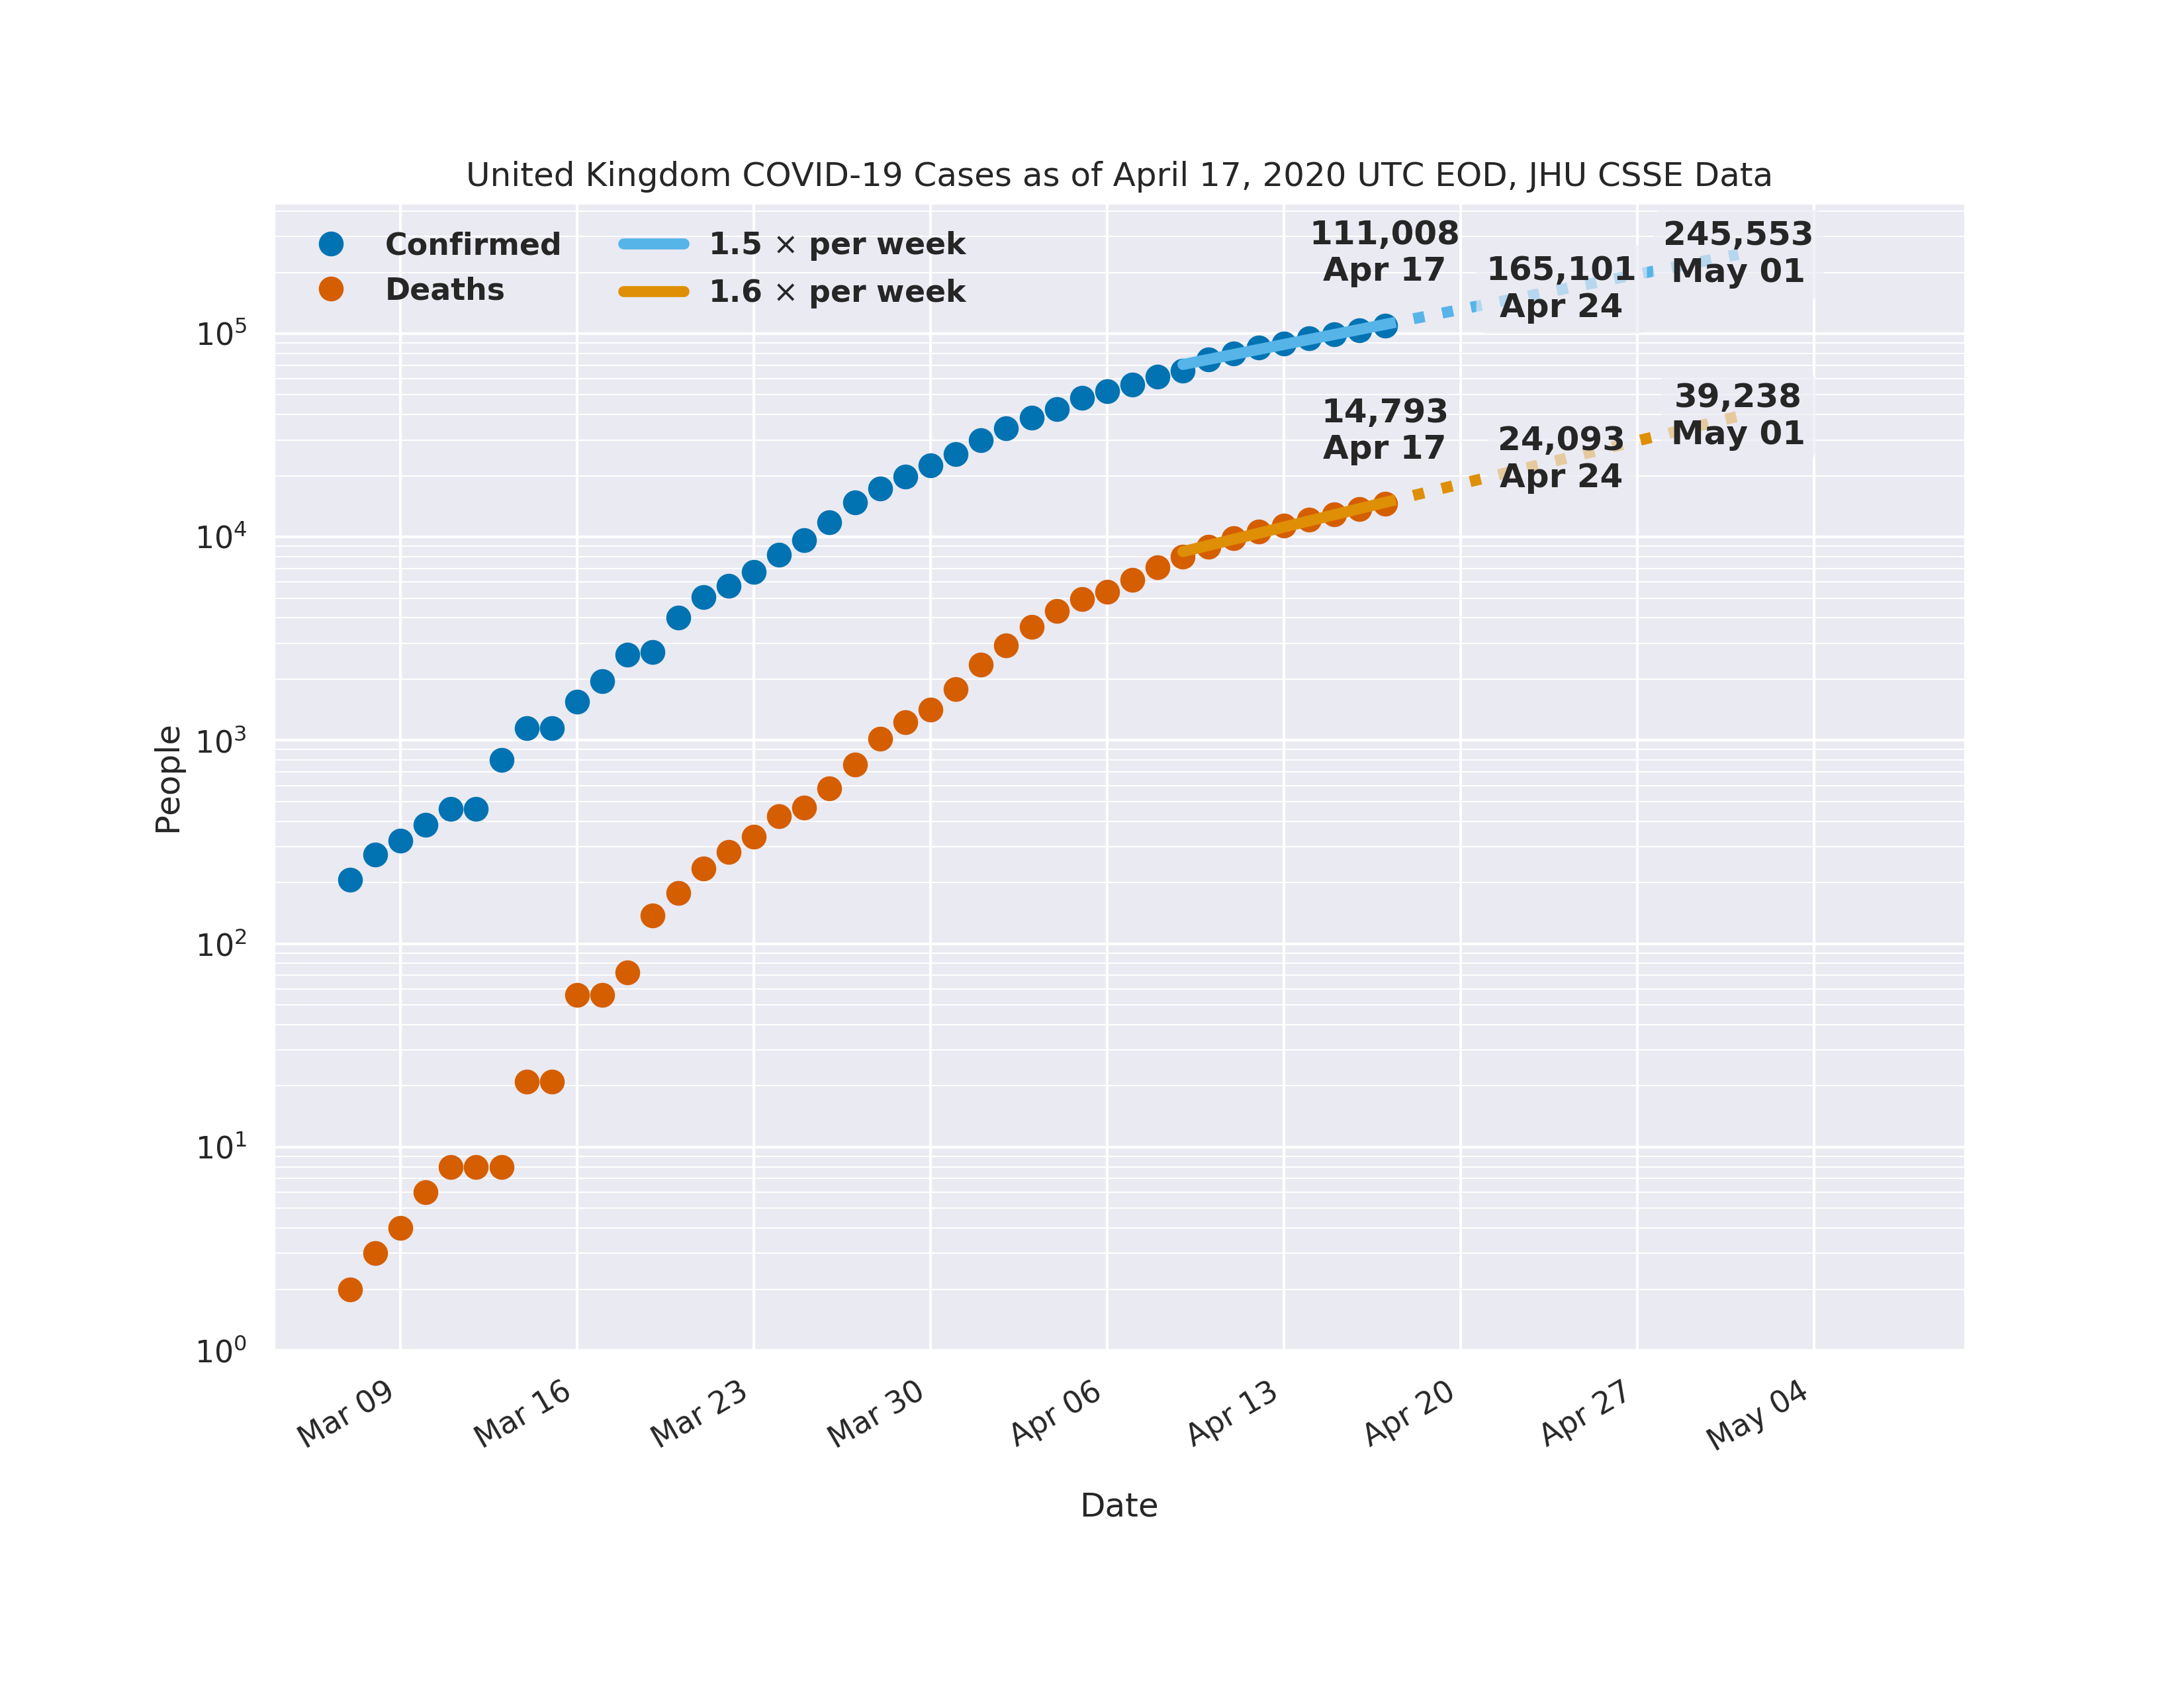 United Kingdom COVID-19 Cases as of April 17, 2020 UTC EOD, JHU CSSE Data
Confirmed
Deaths
1.5 × per week
1.6 × per week
111,008
Apr 17
165,101
Apr 24
245,553
May 01
14,793
Apr 17
24,093
Apr 24
39,238
May 01
People
10⁵
10⁴
10³
10²
10¹
10⁰
Mar 09
Mar 16
Mar 23
Mar 30
Apr 06
Apr 13
Apr 20
Apr 27
May 04
Date